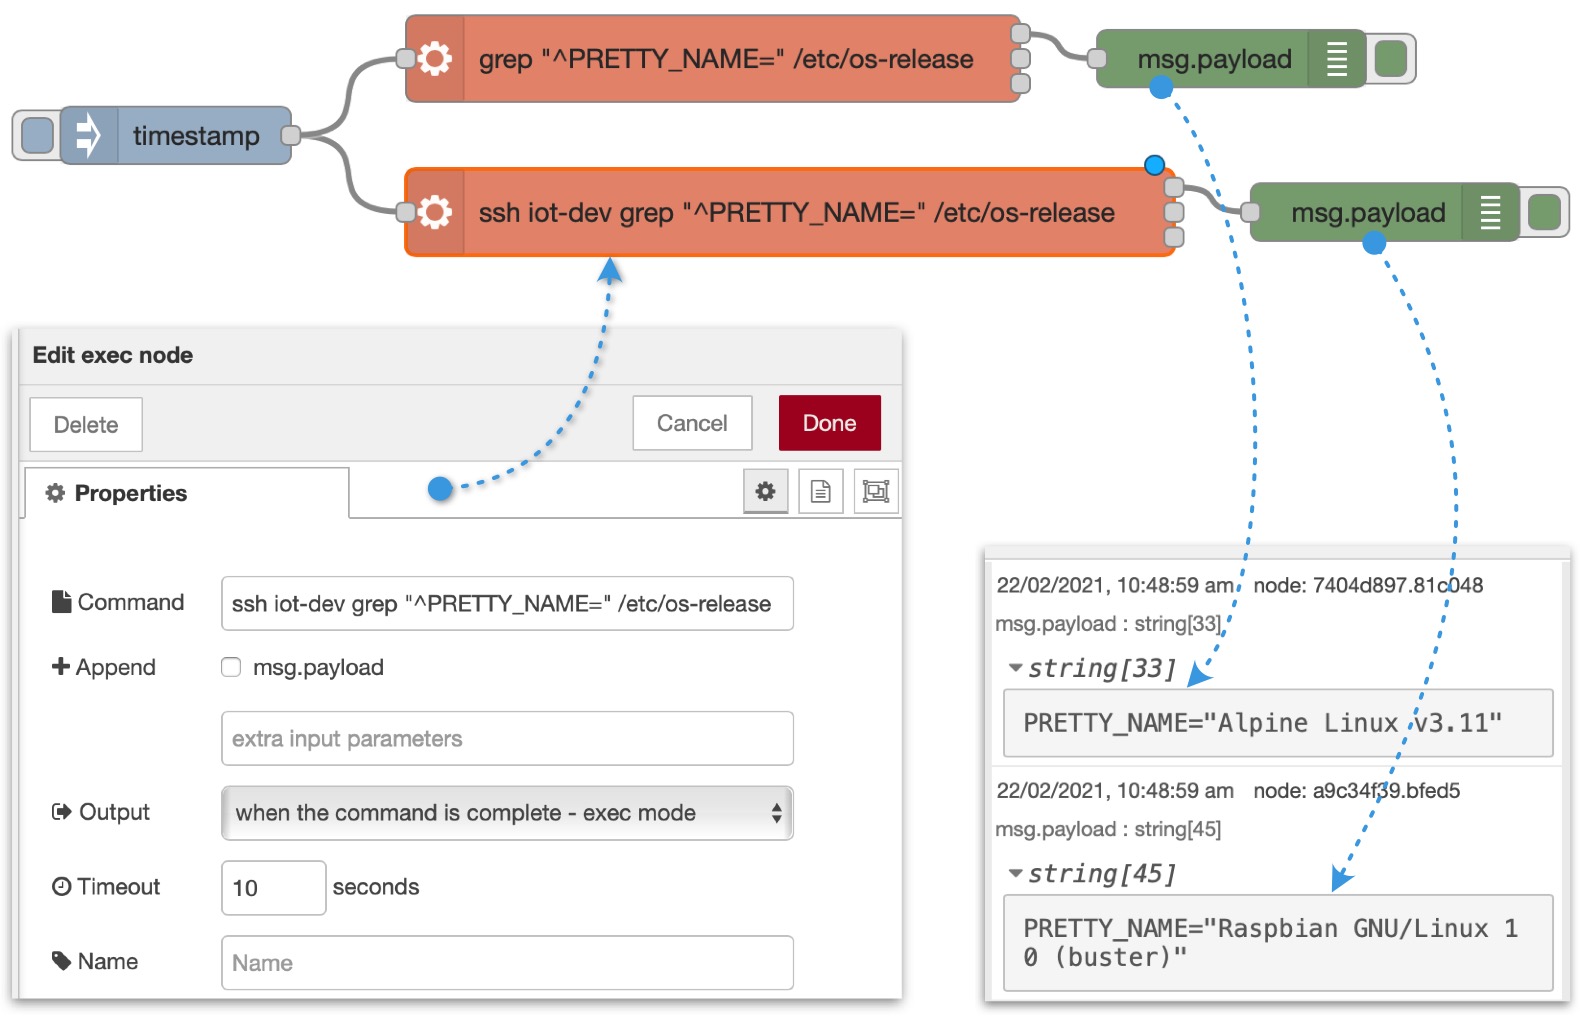 grep "^PRETTY_NAME=" /etc/os-release
msg.payload
timestamp
ssh iot-dev grep "^PRETTY_NAME=" /etc/os-release
msg.payload
Edit exec node
Delete
Cancel
Done
Properties
Command
ssh iot-dev grep "^PRETTY_NAME=" /etc/os-release
Append
msg.payload
extra input parameters
Output
when the command is complete - exec mode
Timeout
10
seconds
Name
Name
22/02/2021, 10:48:59 am node: 7404d897.81c048
msg.payload : string[33]
string[33]
PRETTY_NAME="Alpine Linux v3.11"
22/02/2021, 10:48:59 am node: a9c34f39.bfed5
msg.payload : string[45]
string[45]
PRETTY_NAME="Raspbian GNU/Linux 1
0 (buster)"